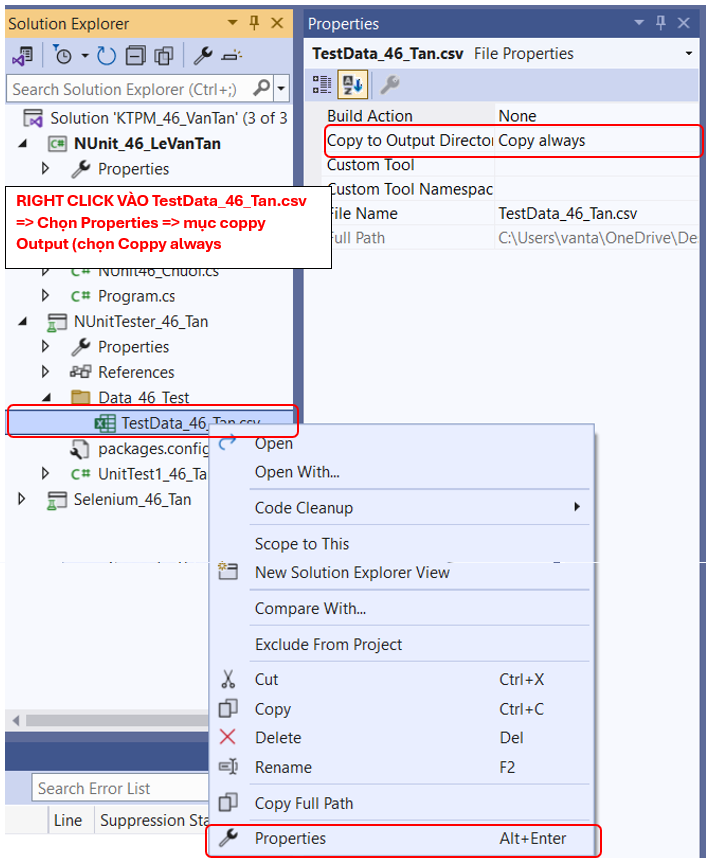 Solution Explorer
Search Solution Explorer (Ctrl+;)
Solution 'KTPM_46_VanTan' (3 of 3
C# NUnit_46_LeVanTan
Properties
RIGHT CLICK VÀO TestData_46_Tan.csv
=> Chọn Properties => mục coppy
Output (chọn Coppy always
C# NUnit46_Chuoi.cs
C# Program.cs
NUnitTester_46_Tan
Properties
References
Data_46_Test
TestData_46_Tan.csv
packages.config
C# UnitTest1_46_Ta
Selenium_46_Tan
Open
Open With...
Code Cleanup
Scope to This
New Solution Explorer View
Compare With...
Exclude From Project
Cut Ctrl+X
Copy Ctrl+C
Delete Del
Rename F2
Copy Full Path
Properties Alt+Enter
Search Error List
Line Suppression Sta
Properties
TestData_46_Tan.csv File Properties
Build Action None
Copy to Output Director Copy always
Custom Tool
Custom Tool Namespac
File Name TestData_46_Tan.csv
Full Path C:\Users\vanta\OneDrive\De